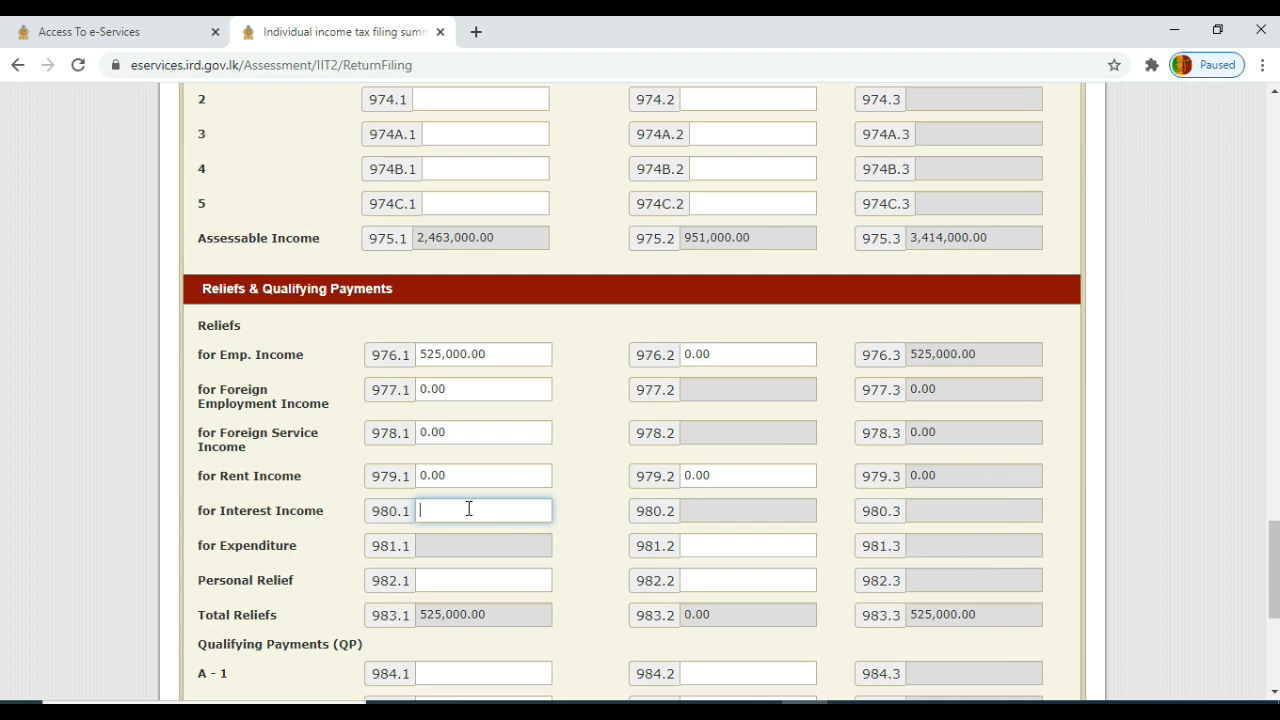 Access To e-Services
Individual income tax filing summ
eservices.ird.gov.lk/Assessment/IIT2/ReturnFiling
Paused
2 974.1 974.2 974.3
3 974A.1 974A.2 974A.3
4 974B.1 974B.2 974B.3
5 974C.1 974C.2 974C.3
Assessable Income 975.1 2,463,000.00 975.2 951,000.00 975.3 3,414,000.00
Reliefs & Qualifying Payments
Reliefs
for Emp. Income 976.1 525,000.00 976.2 0.00 976.3 525,000.00
for Foreign
Employment Income 977.1 0.00 977.2 977.3 0.00
for Foreign Service
Income 978.1 0.00 978.2 978.3 0.00
for Rent Income 979.1 0.00 979.2 0.00 979.3 0.00
for Interest Income 980.1 980.2 980.3
for Expenditure 981.1 981.2 981.3
Personal Relief 982.1 982.2 982.3
Total Reliefs 983.1 525,000.00 983.2 0.00 983.3 525,000.00
Qualifying Payments (QP)
A - 1 984.1 984.2 984.3